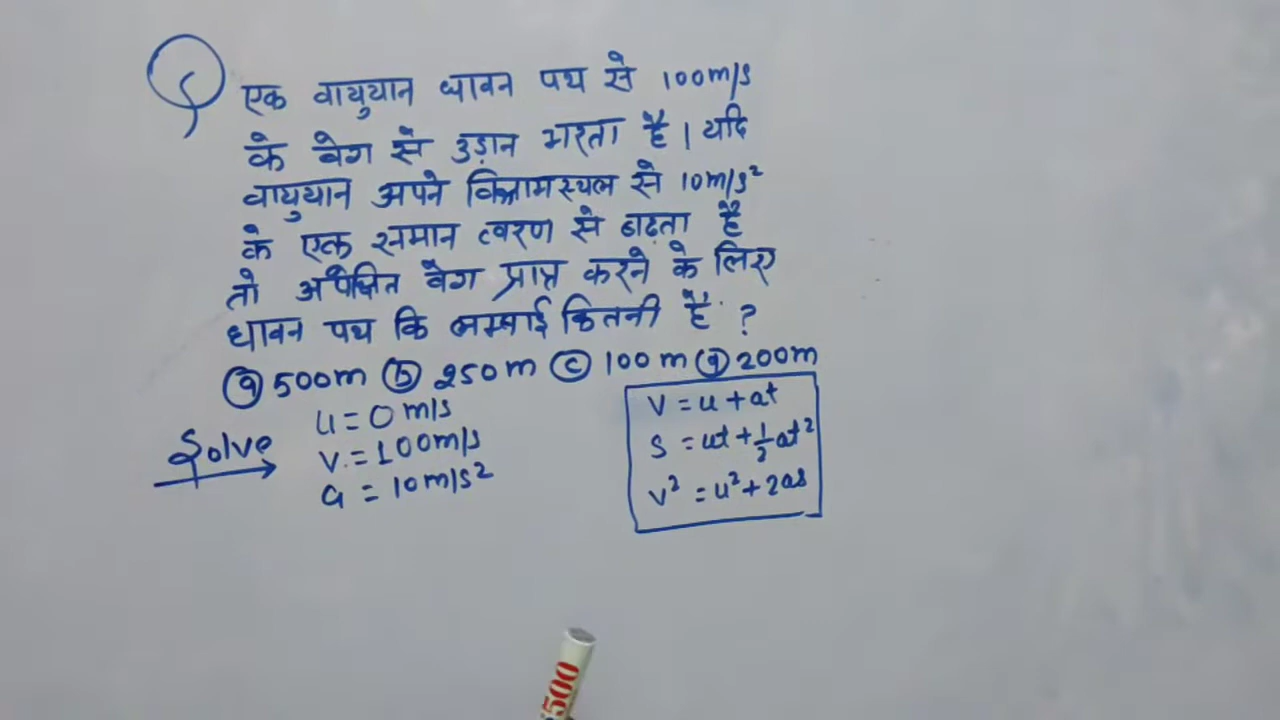 Q
एक वायुयान धावन पथ से 100m/s
के वेग से उड़ान भरता है। यदि
वायुयान अपने विश्रामस्थल से 10m/s²
के एक समान त्वरण से बढ़ता है
तो अपेक्षित वेग प्राप्त करने के लिए
धावन पथ कि लम्बाई कितनी है ?
(a) 500m (b) 250m (c) 100m (d) 200m
Solve
u = 0 m/s
v = 100m/s
a = 10m/s²
V = u + at
S = ut + 1/2 at²
v² = u² + 2as
500